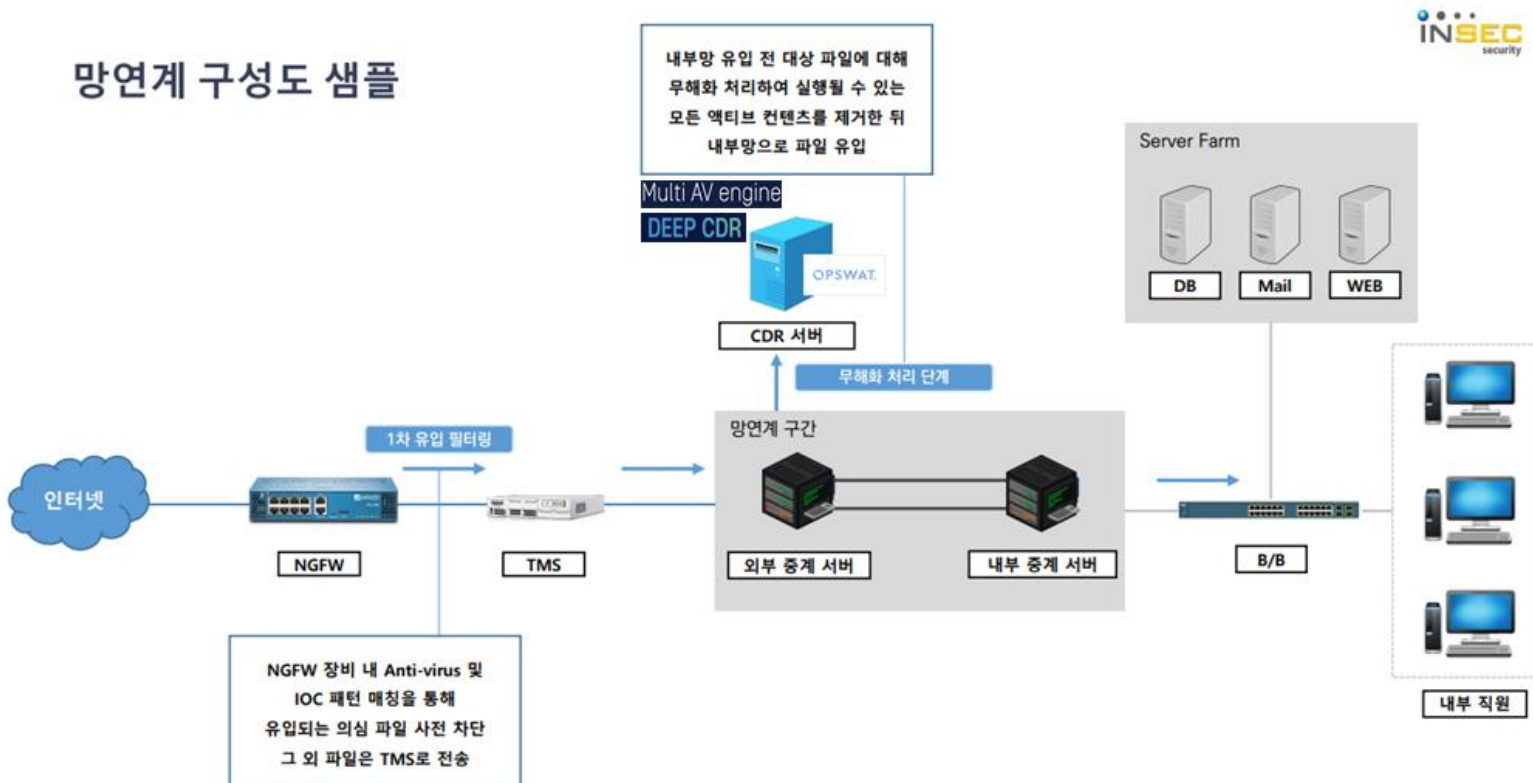 망연계 구성도 샘플
iNSEC
security
내부망 유입 전 대상 파일에 대해
무해화 처리하여 실행될 수 있는
모든 액티브 컨텐츠를 제거한 뒤
내부망으로 파일 유입
Multi AV engine
DEEP CDR
OPSWAT.
CDR 서버
무해화 처리 단계
Server Farm
DB
Mail
WEB
인터넷
1차 유입 필터링
NGFW
TMS
망연계 구간
외부 중계 서버
내부 중계 서버
B/B
내부 직원
NGFW 장비 내 Anti-virus 및
IOC 패턴 매칭을 통해
유입되는 의심 파일 사전 차단
그 외 파일은 TMS로 전송